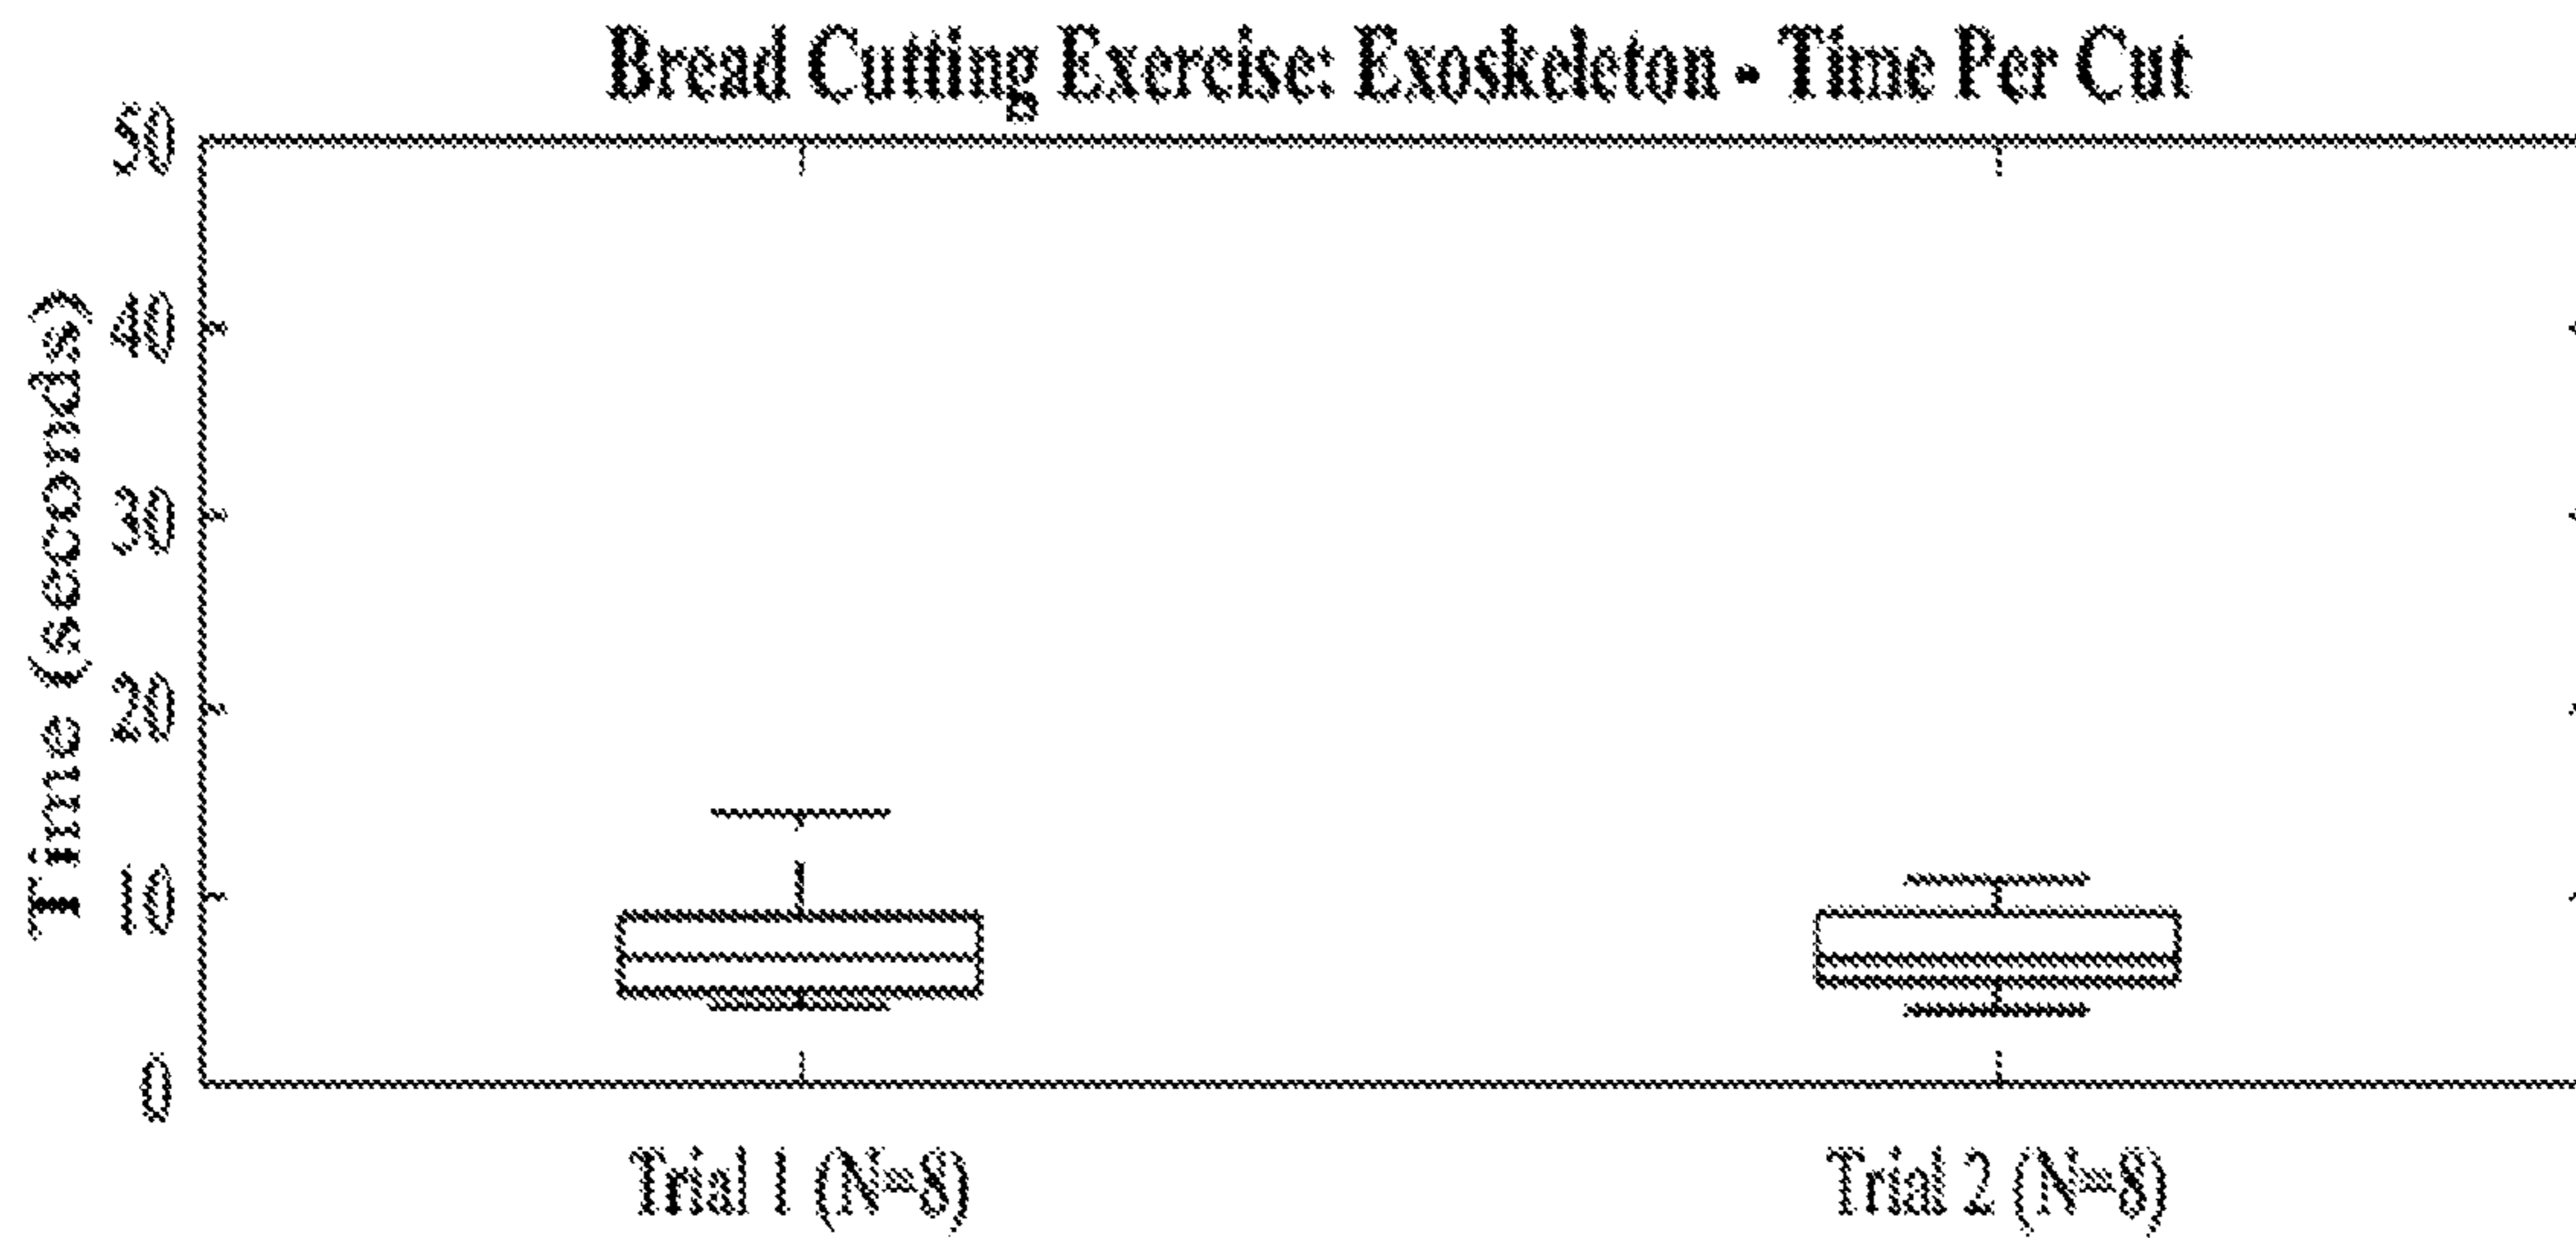 Bread Cutting Exercise: Exoskeleton - Time Per Cut
Time (seconds)
50
40
30
20
10
0
Trial 1 (N=8)
Trial 2 (N=8)